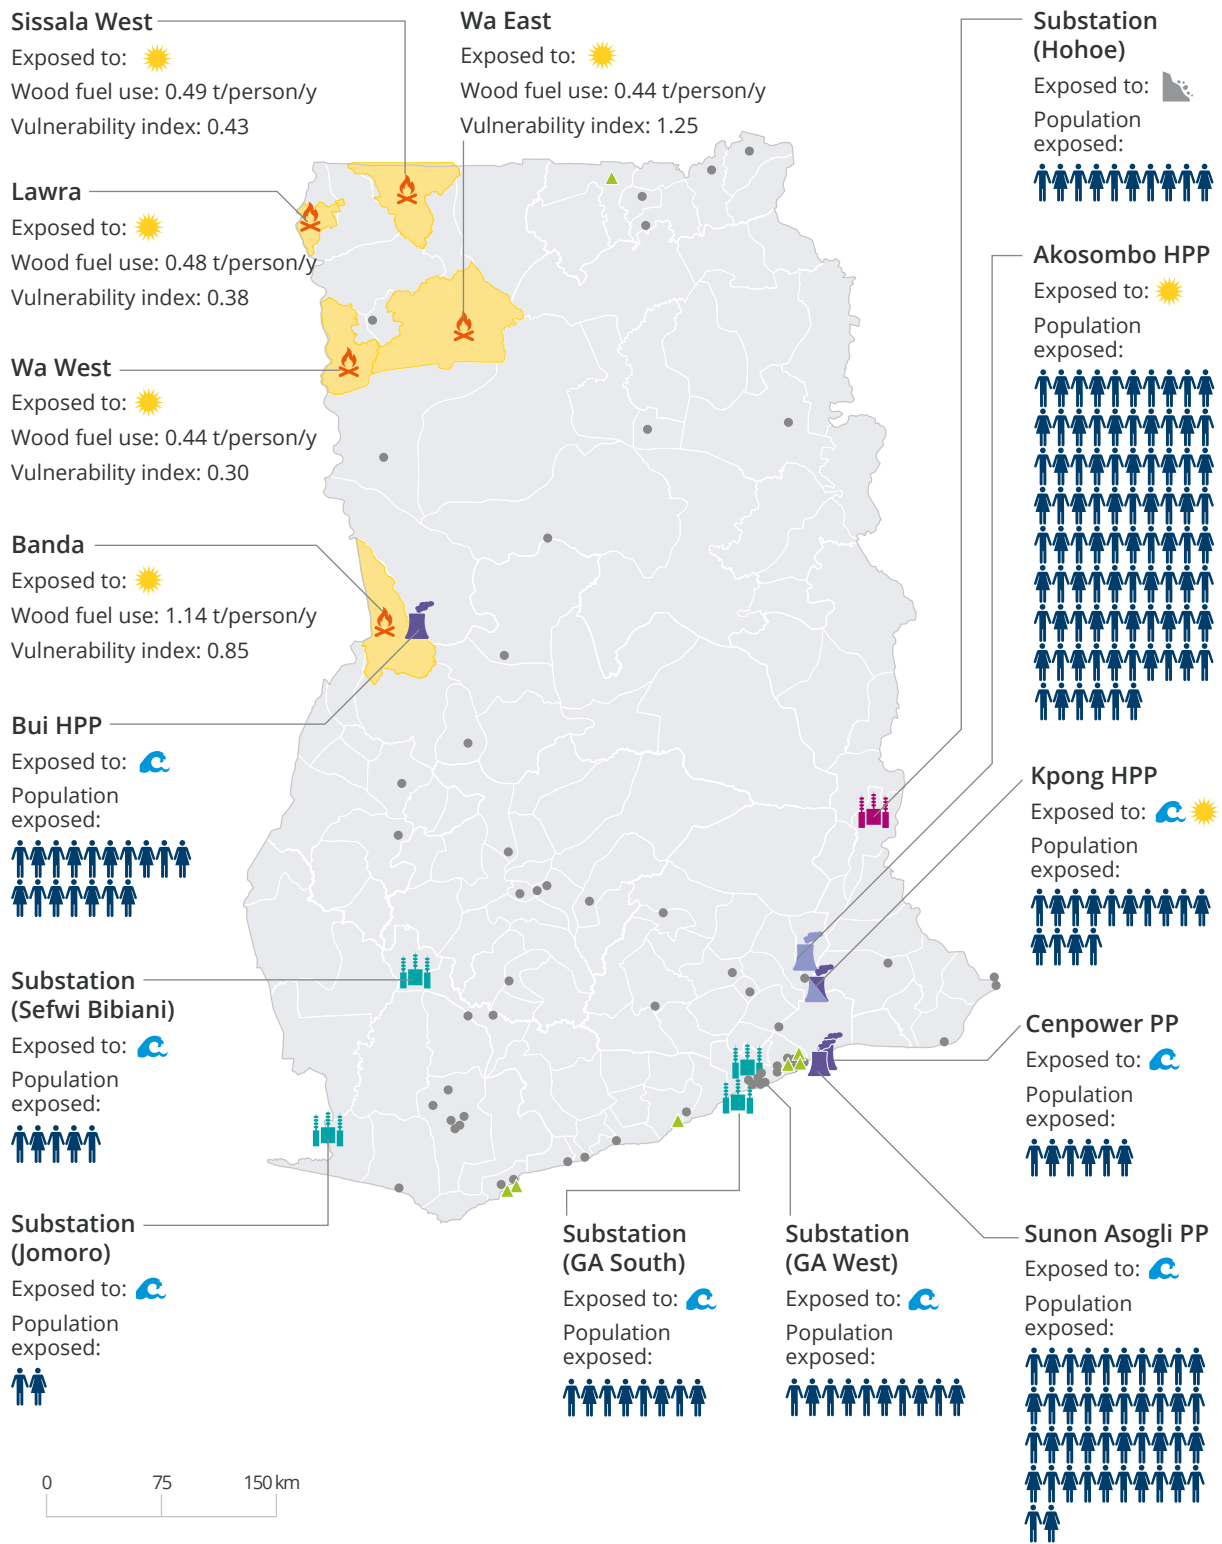 Sissala West
Exposed to:
Wood fuel use: 0.49 t/person/y
Vulnerability index: 0.43
Wa East
Exposed to:
Wood fuel use: 0.44 t/person/y
Vulnerability index: 1.25
Substation
(Hohoe)
Exposed to:
Population
exposed:
Lawra
Exposed to:
Wood fuel use: 0.48 t/person/y
Vulnerability index: 0.38
Akosombo HPP
Exposed to:
Population
exposed:
Wa West
Exposed to:
Wood fuel use: 0.44 t/person/y
Vulnerability index: 0.30
Banda
Exposed to:
Wood fuel use: 1.14 t/person/y
Vulnerability index: 0.85
Bui HPP
Exposed to:
Population
exposed:
Kpong HPP
Exposed to:
Population
exposed:
Substation
(Sefwi Bibiani)
Exposed to:
Population
exposed:
Cenpower PP
Exposed to:
Population
exposed:
Substation
(Jomoro)
Exposed to:
Population
exposed:
Substation
(GA South)
Exposed to:
Population
exposed:
Substation
(GA West)
Exposed to:
Population
exposed:
Sunon Asogli PP
Exposed to:
Population
exposed:
0 75 150 km